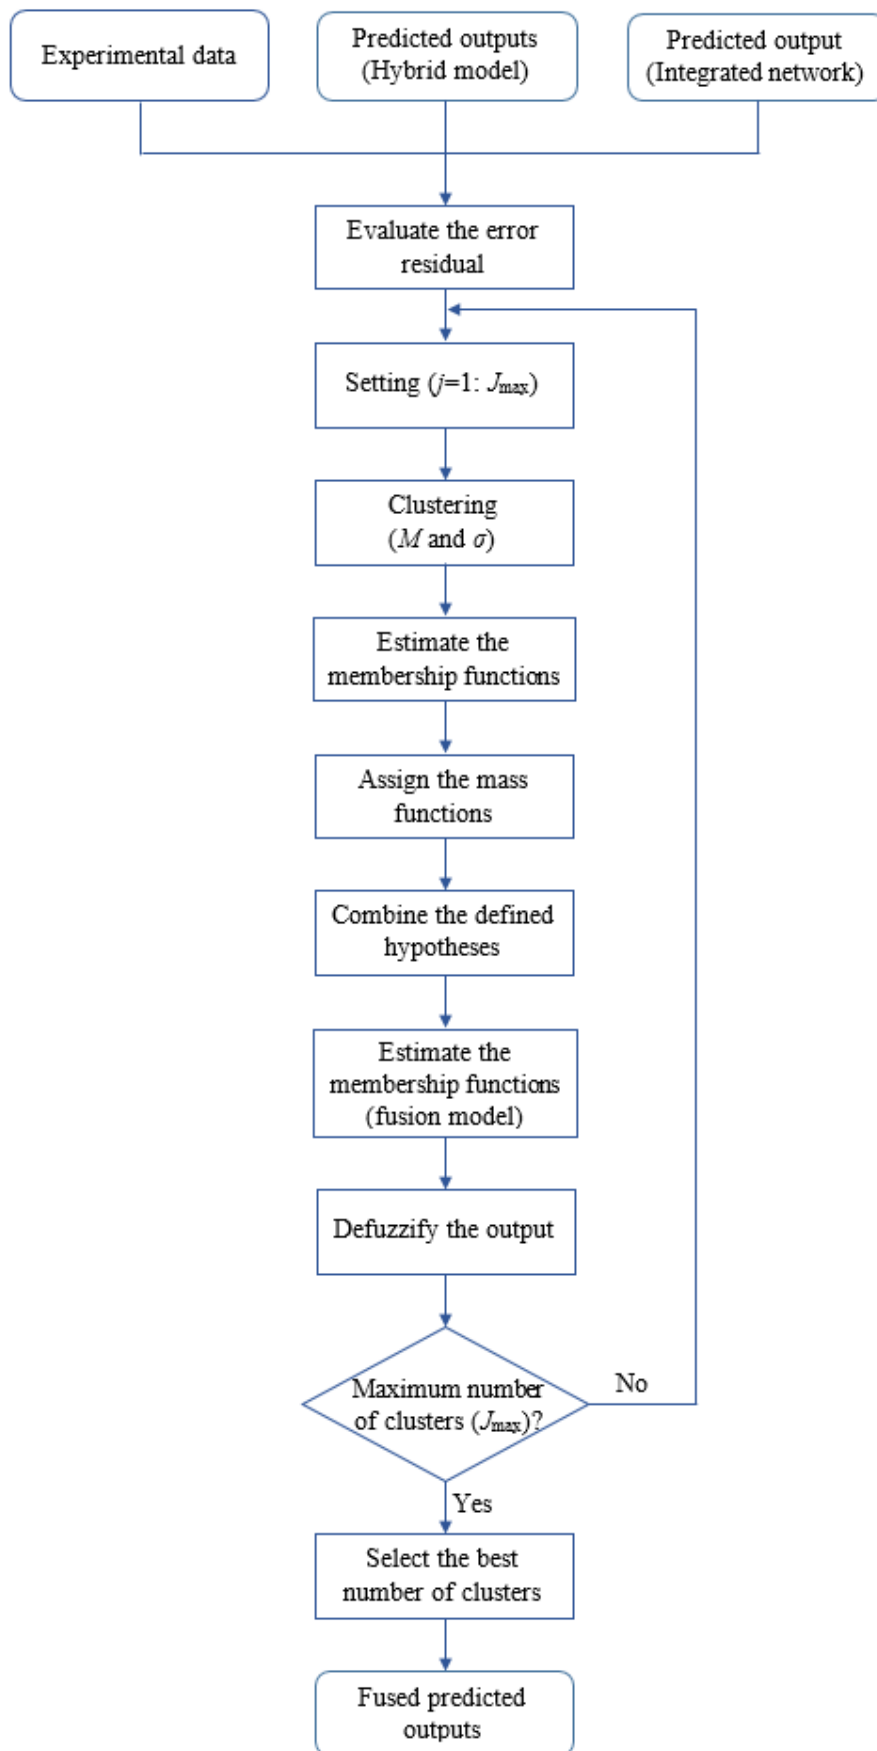 Experimental data
Predicted outputs
(Hybrid model)
Predicted output
(Integrated network)
Evaluate the error
residual
Setting (j=1: Jmax)
Clustering
(M and σ)
Estimate the
membership functions
Assign the mass
functions
Combine the defined
hypotheses
Estimate the
membership functions
(fusion model)
Defuzzify the output
Maximum number
of clusters (Jmax)?
No
Yes
Select the best
number of clusters
Fused predicted
outputs